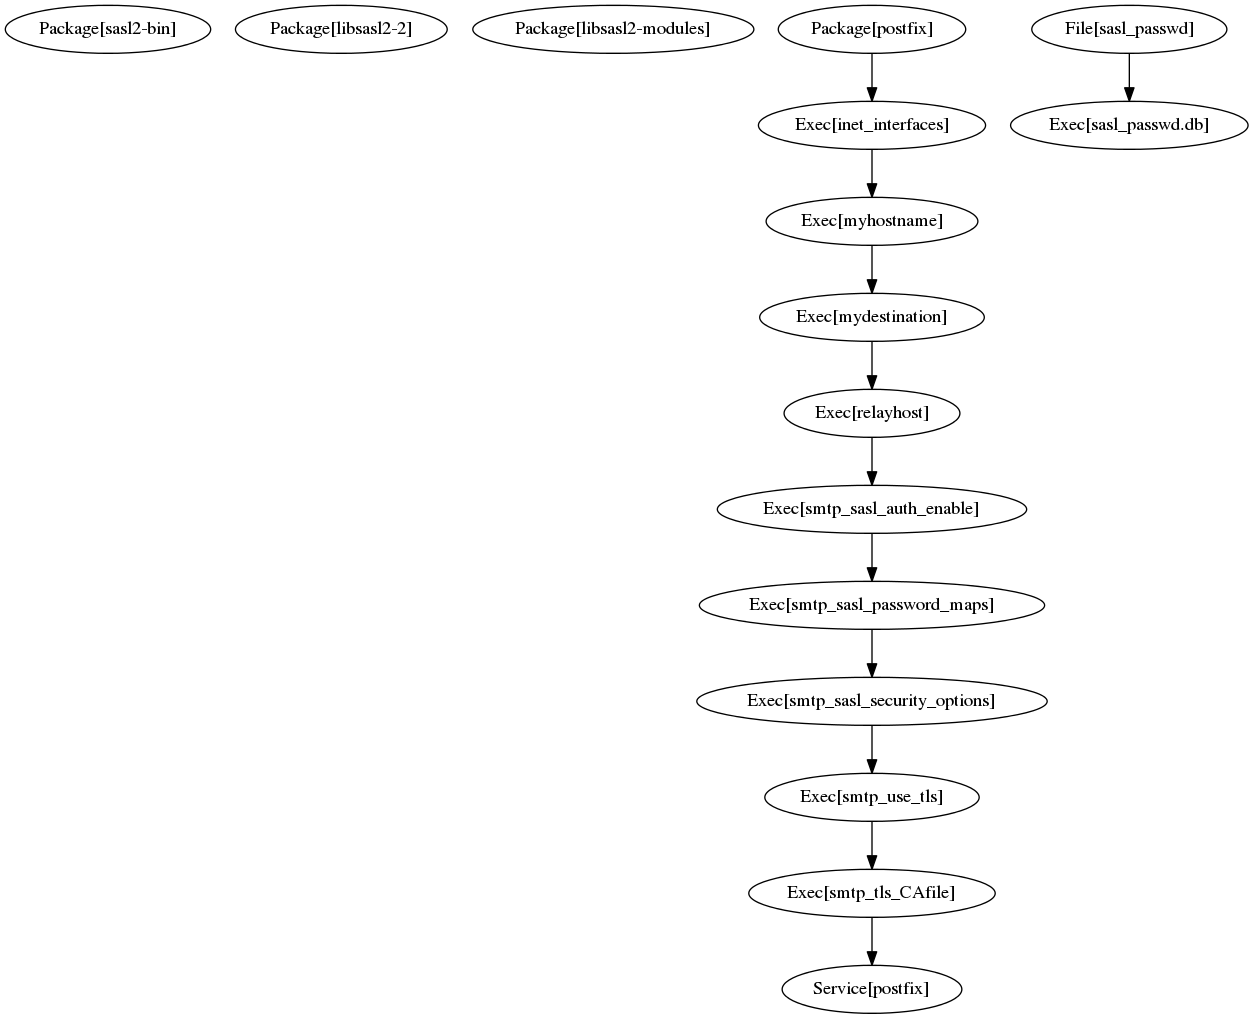 Package[sasl2-bin]
Package[libsasl2-2]
Package[libsasl2-modules]
Package[postfix]
File[sasl_passwd]
Exec[inet_interfaces]
Exec[sasl_passwd.db]
Exec[myhostname]
Exec[mydestination]
Exec[relayhost]
Exec[smtp_sasl_auth_enable]
Exec[smtp_sasl_password_maps]
Exec[smtp_sasl_security_options]
Exec[smtp_use_tls]
Exec[smtp_tls_CAfile]
Service[postfix]